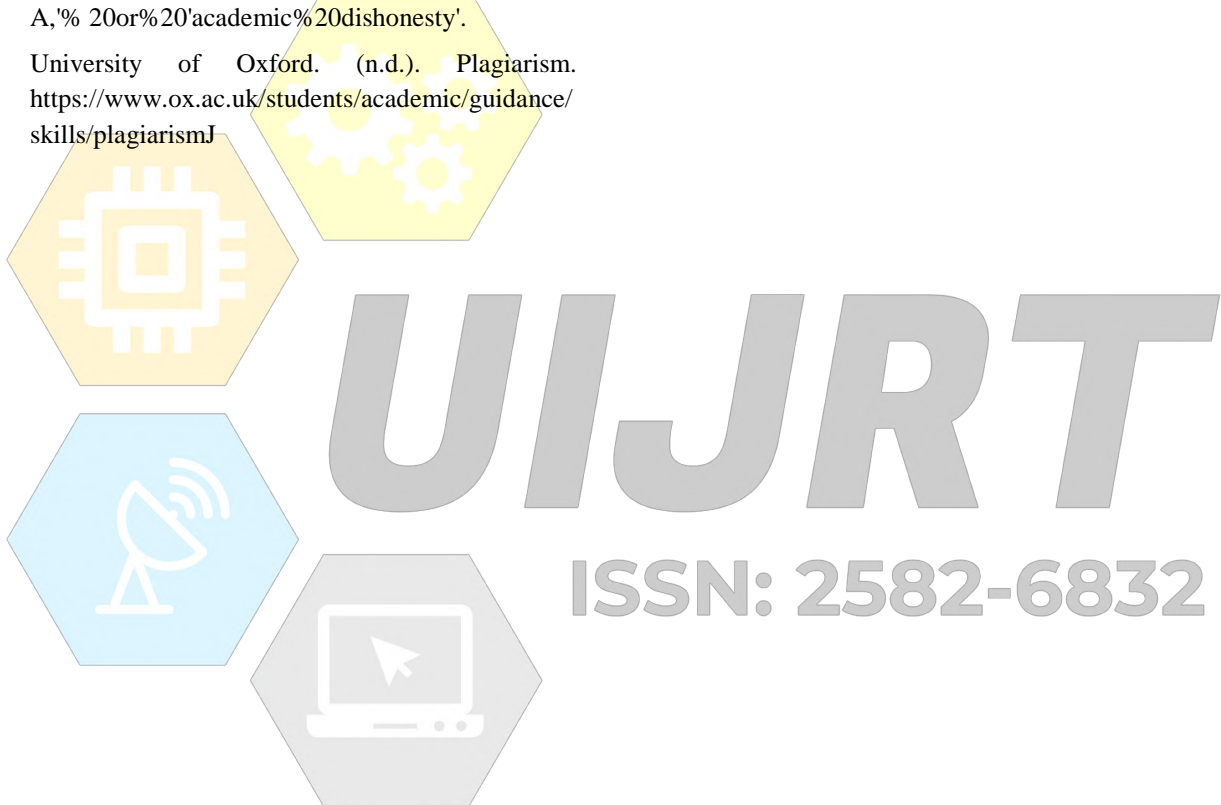 A,'% 20or%20'academic%20dishonesty'.
University of Oxford. (n.d.). Plagiarism.
https://www.ox.ac.uk/students/academic/guidance/
skills/plagiarismJ
UIJRT
ISSN: 2582-6832